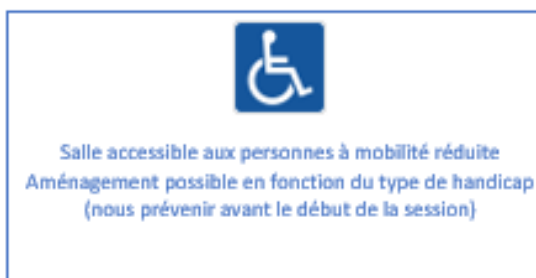 Salle accessible aux personnes à mobilité réduite
Aménagement possible en fonction du type de handicap
(nous prévenir avant le début de la session)